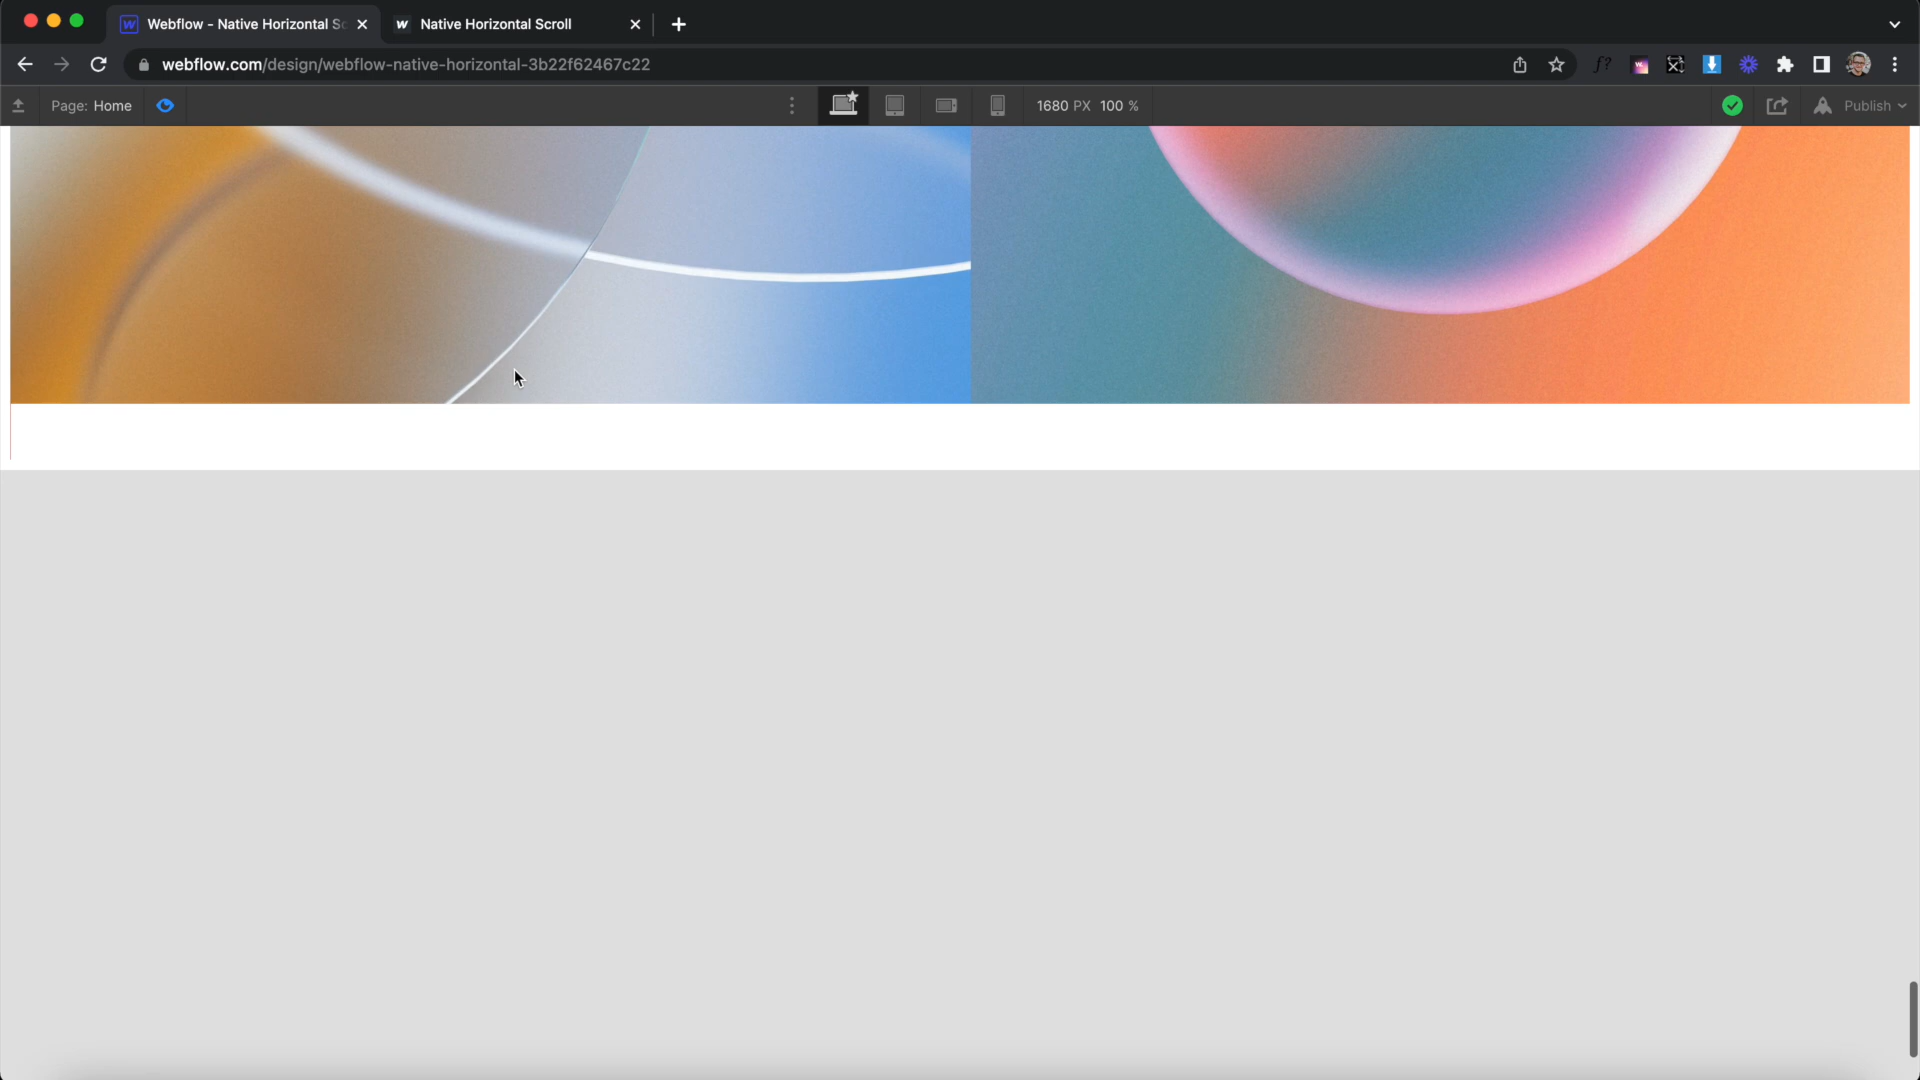 Webflow - Native Horizontal Sc
Native Horizontal Scroll
webflow.com/design/webflow-native-horizontal-3b22f62467c22
Page: Home
1680 PX 100 %
Publish